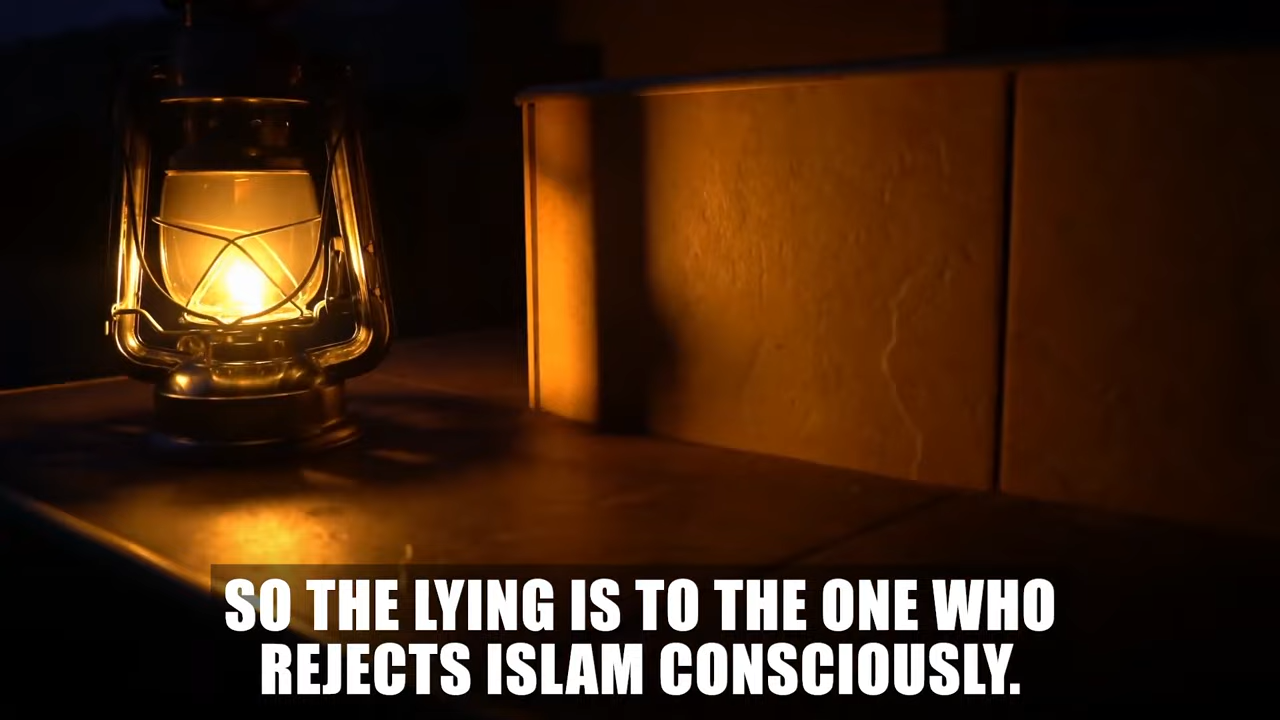 SO THE LYING IS TO THE ONE WHO
REJECTS ISLAM CONSCIOUSLY.